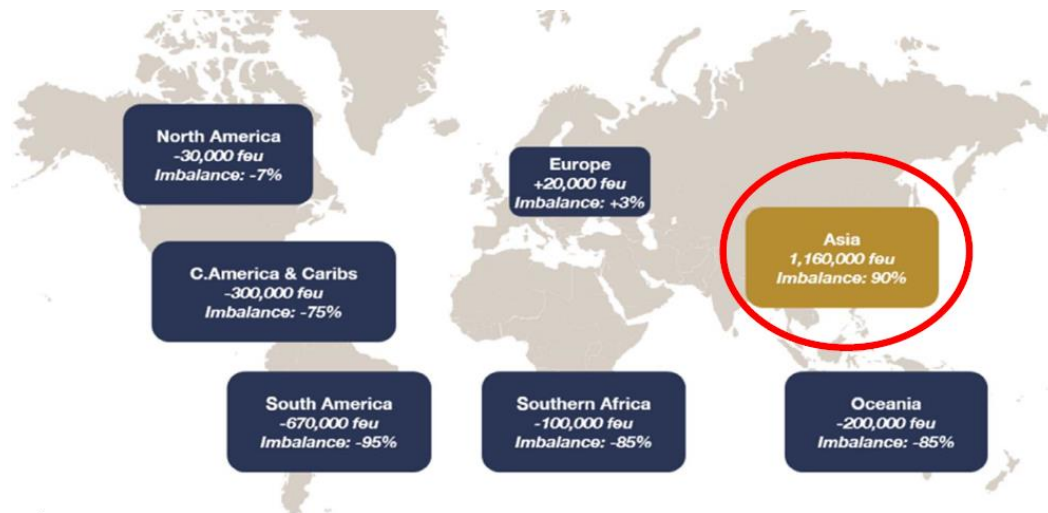 North America
-30,000 feu
Imbalance: -7%
Europe
+20,000 feu
Imbalance: +3%
Asia
1,160,000 feu
Imbalance: 90%
C.America & Caribs
-300,000 feu
Imbalance: -75%
South America
-670,000 feu
Imbalance: -95%
Southern Africa
-100,000 feu
Imbalance: -85%
Oceania
-200,000 feu
Imbalance: -85%